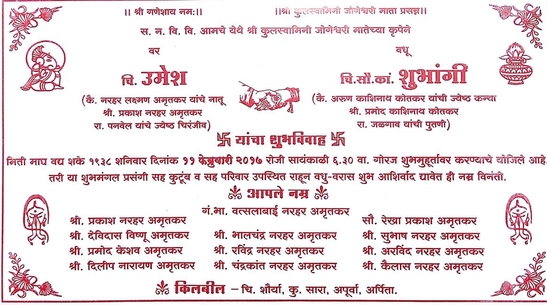 || श्री गणेशाय नमः ||
|| श्री कुलस्वामिनी जोगेश्वरी माता प्रसन्न ||
स. न. वि. वि. आमचे येथे श्री कुलस्वामिनी जोगेश्वरी मातेच्या कृपेने
वर
चि. उमेश
(कै. नरहर लक्ष्मण अमृतकर यांचे नातू
श्री. प्रकाश नरहर अमृतकर
रा. पनवेल यांचे ज्येष्ठ चिरंजीव)
वधू
चि.सौ.कां. शुभांगी
(कै. अरुण काशिनाथ कोतकर यांची ज्येष्ठ कन्या
श्री. प्रमोद काशिनाथ कोतकर
रा. जळगाव यांची पुतणी)
卐 यांचा शुभविवाह 卐
मिती माघ वद्य शके १९३८ शनिवार दिनांक ११ फेब्रुवारी २०१७ रोजी सायंकाळी ६.३० वा. गोरज शुभमुहूर्तावर करण्याचे योजिले आहे
तरी या शुभमंगल प्रसंगी सह कुटुंब व सह परिवार उपस्थित राहून वधु-वरास शुभ आशिर्वाद द्यावेत ही नम्र विनंती.
आपले नम्र
गं.भा. वत्सलाबाई नरहर अमृतकर
श्री. प्रकाश नरहर अमृतकर सौ. रेखा प्रकाश अमृतकर
श्री. देविदास विष्णू अमृतकर श्री. भालचंद्र नरहर अमृतकर श्री. सुभाष नरहर अमृतकर
श्री. प्रमोद केशव अमृतकर श्री. रविंद्र नरहर अमृतकर श्री. अरविंद नरहर अमृतकर
श्री. दिलीप नारायण अमृतकर श्री. चंद्रकांत नरहर अमृतकर श्री. कैलास नरहर अमृतकर
किलबील – चि. शौर्या, कु. सारा, अपूर्वा, अर्पिता.